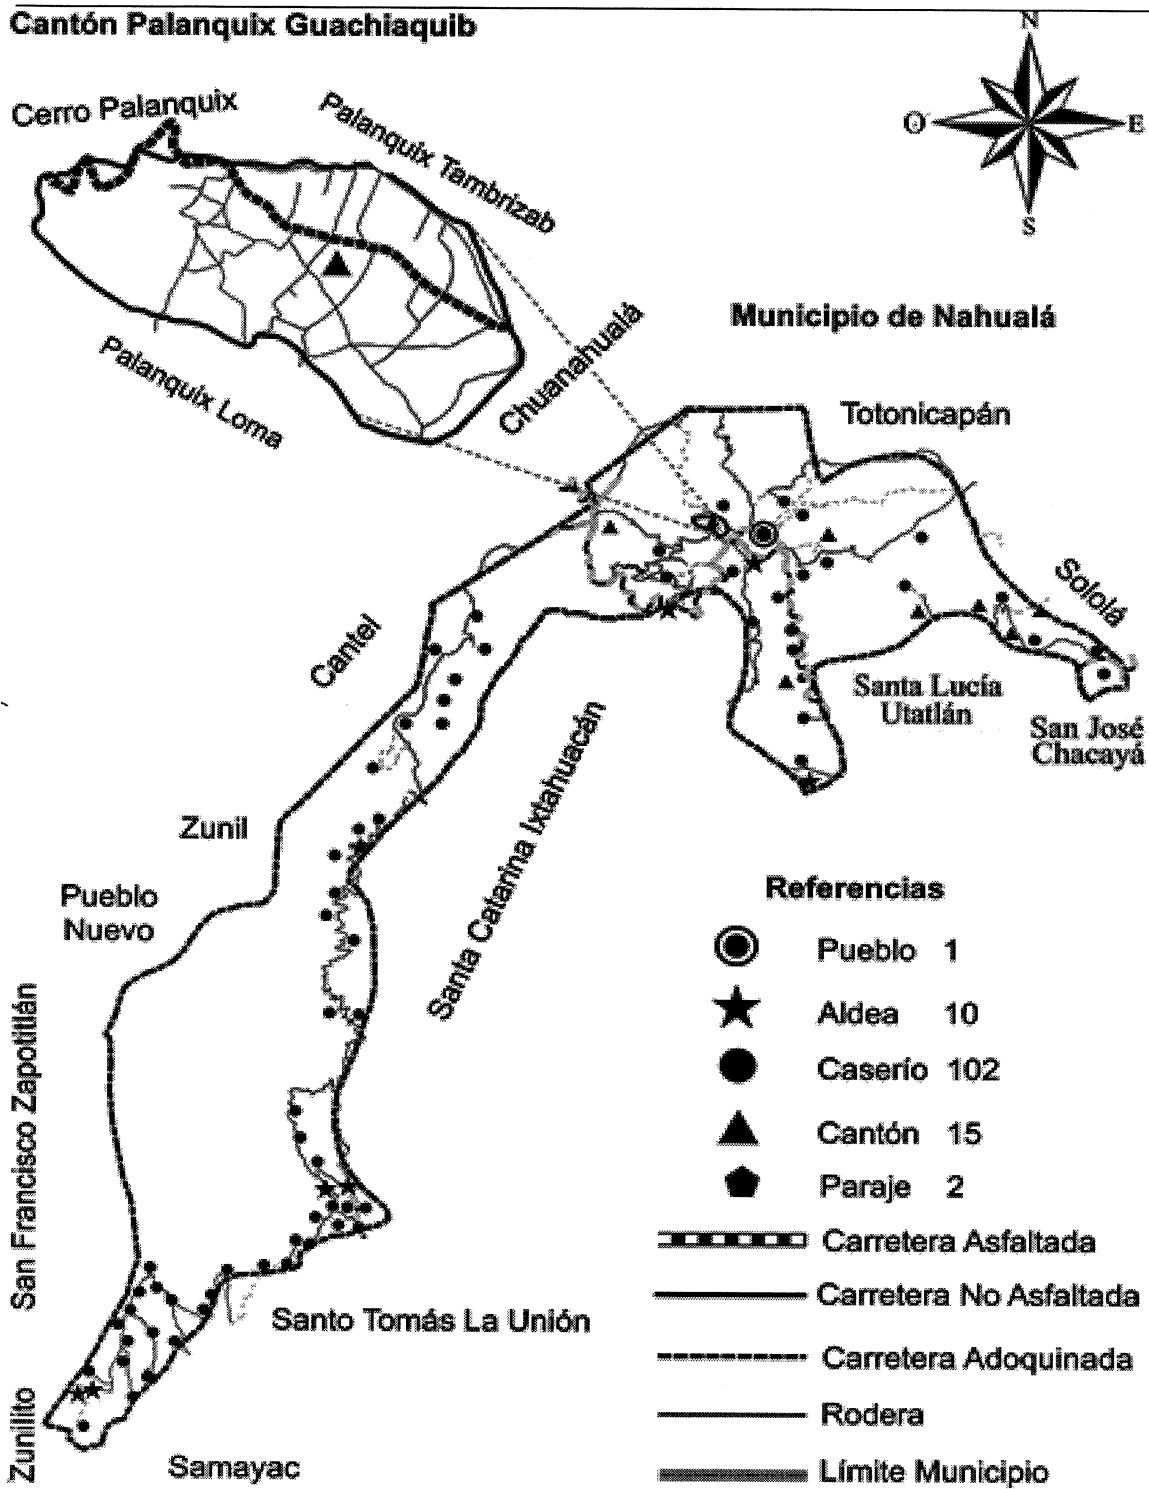 Cantón Palanquix Guachiaquib
N
O
E
S
Cerro Palanquix
Palanquix Tambrizab
Palanquix Loma
Chuanahualá
Municipio de Nahualá
Totonicapán
Sololá
Cantel
Santa Lucía
Utatlán
San José
Chacayá
Santa Catarina Ixtahuacán
Zunil
Pueblo
Nuevo
San Francisco Zapotitlán
Santo Tomás La Unión
Zunilito
Samayac
Referencias
Pueblo 1
Aldea 10
Caserío 102
Cantón 15
Paraje 2
Carretera Asfaltada
Carretera No Asfaltada
Carretera Adoquinada
Rodera
Límite Municipio